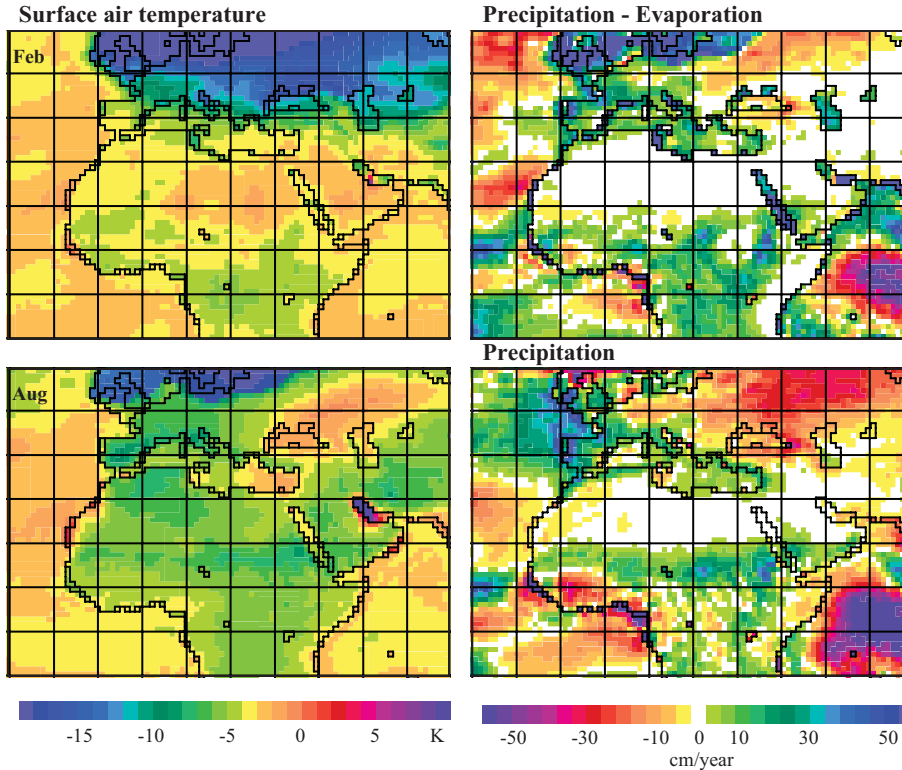 Surface air temperature
Precipitation - Evaporation
Feb
Precipitation
Aug
-15 -10 -5 0 5 K
-50 -30 -10 10 30 50
cm/year